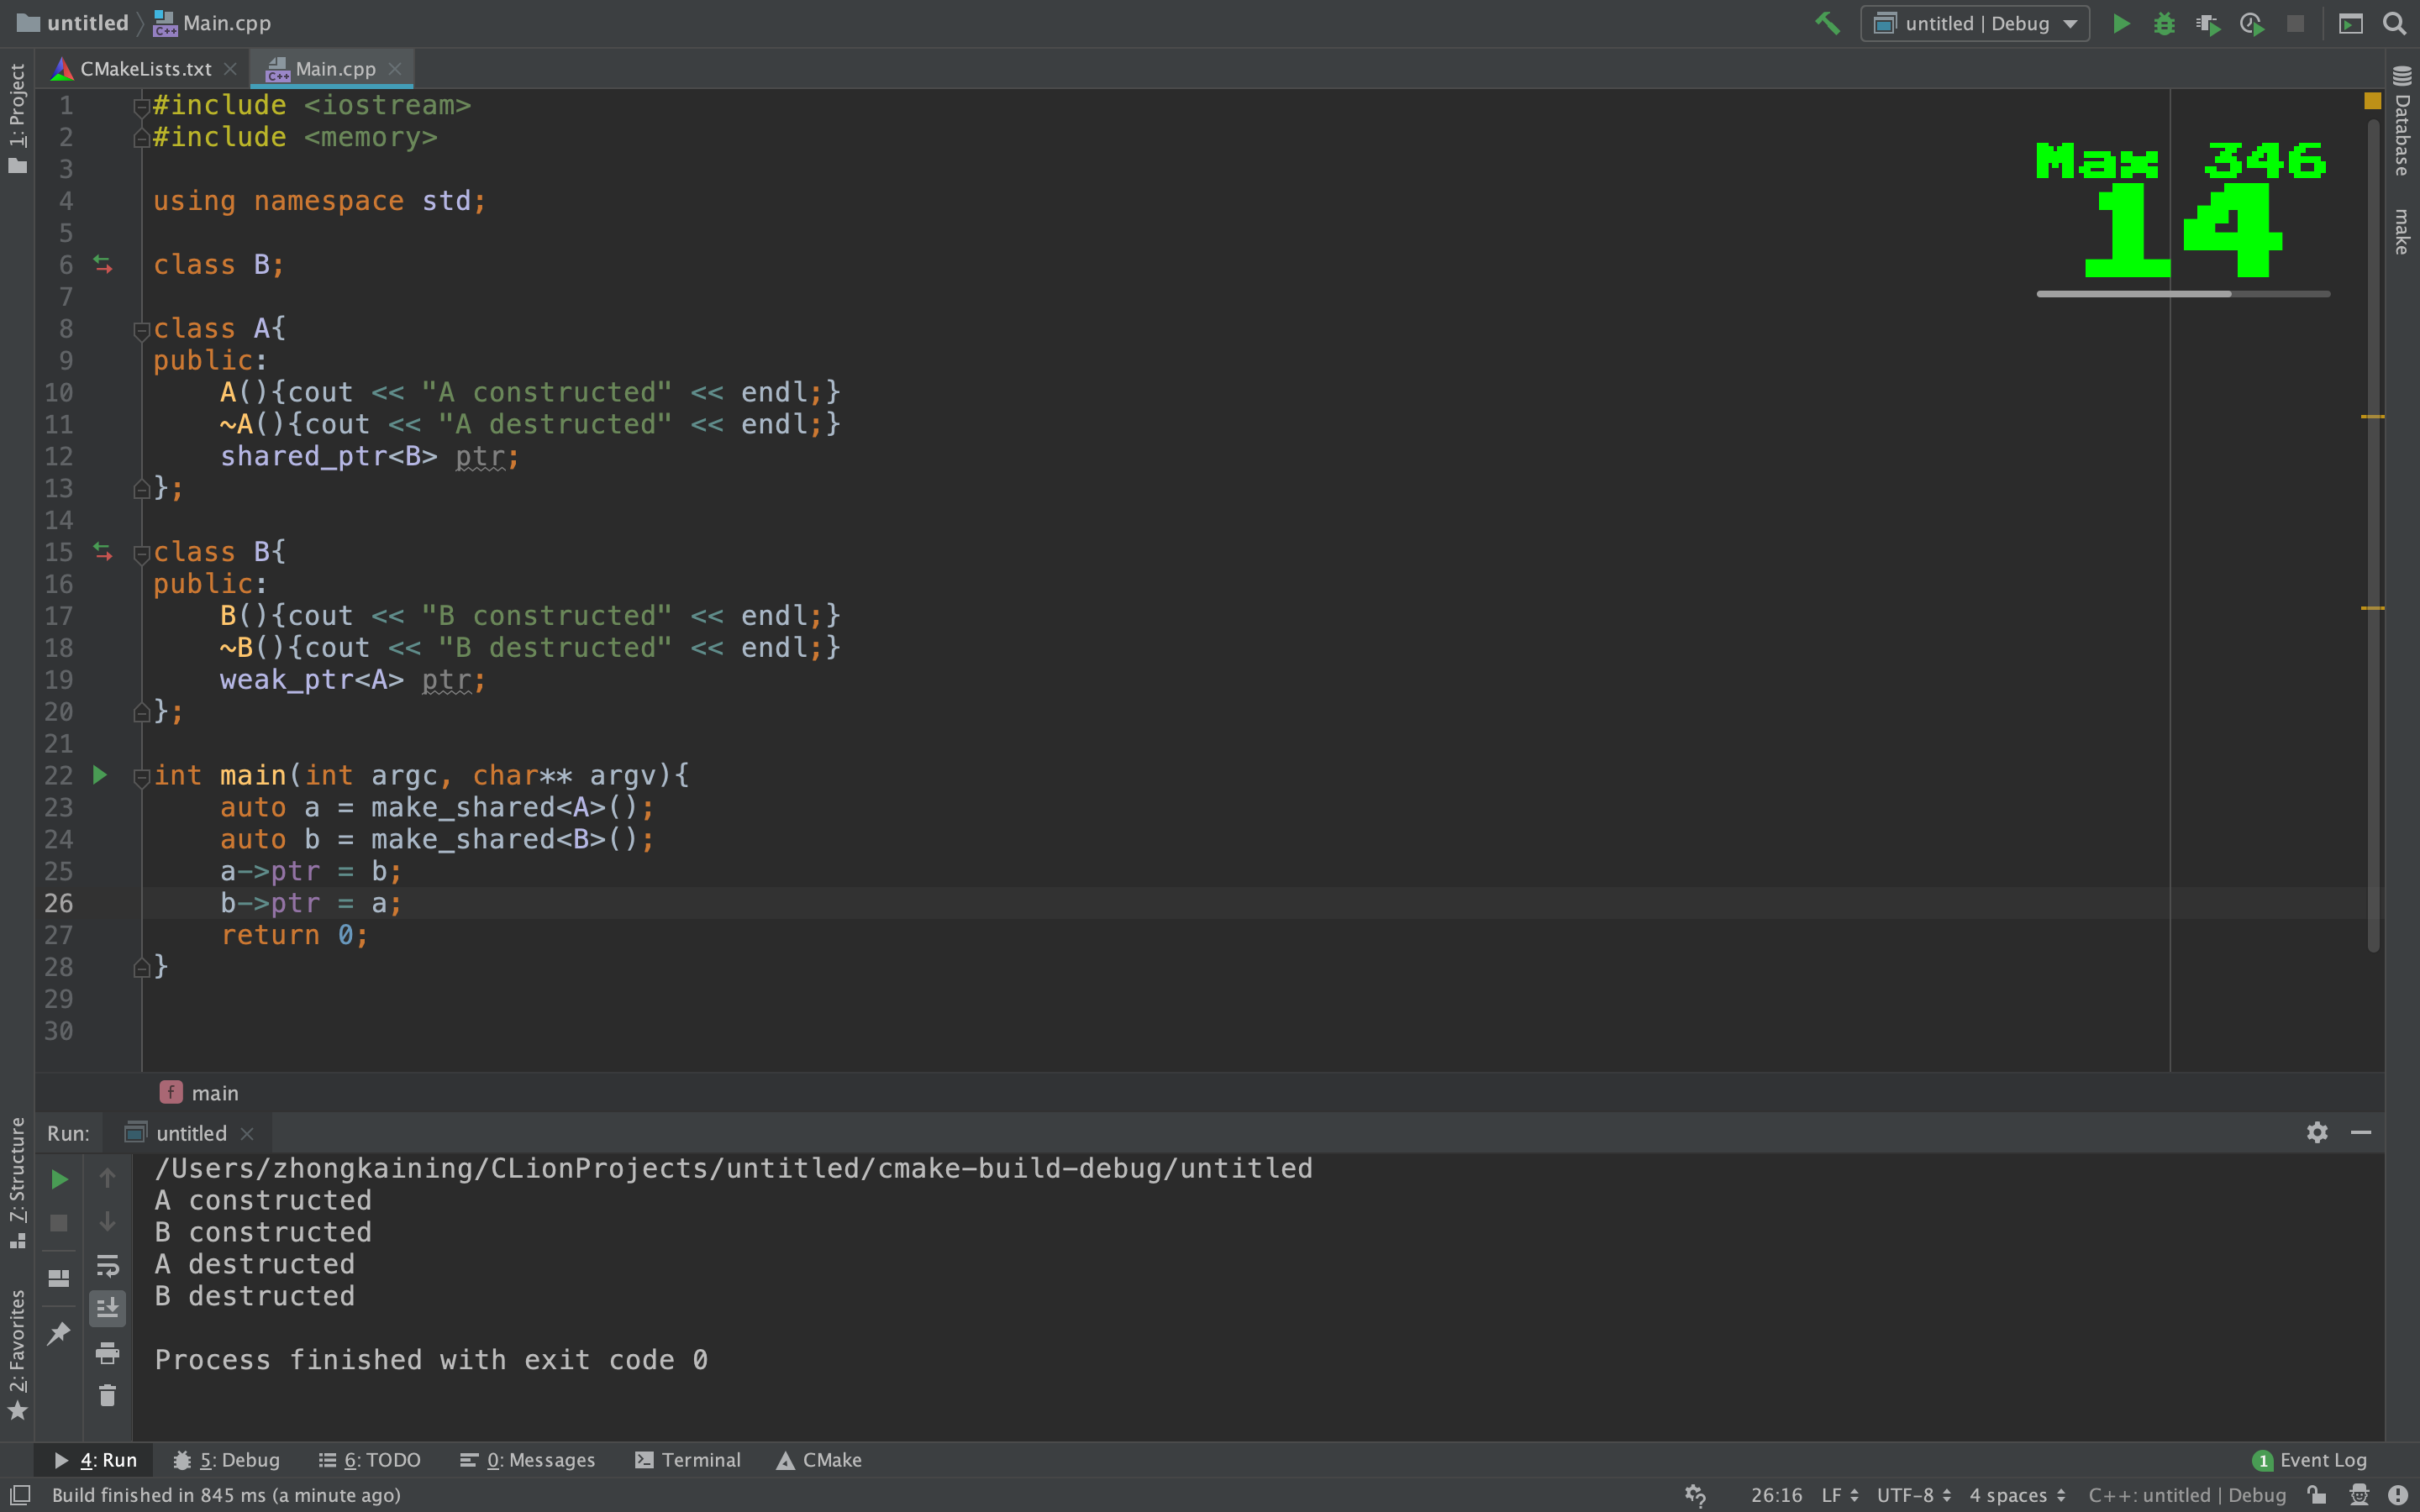 untitled Main.cpp untitled | Debug
1: Project CMakeLists.txt Main.cpp Database make
1 #include <iostream>
2 #include <memory>
3
4 using namespace std;
5
6 class B;
7
8 class A{
9 public:
10 A(){cout << "A constructed" << endl;}
11 ~A(){cout << "A destructed" << endl;}
12 shared_ptr<B> ptr;
13 };
14
15 class B{
16 public:
17 B(){cout << "B constructed" << endl;}
18 ~B(){cout << "B destructed" << endl;}
19 weak_ptr<A> ptr;
20 };
21
22 int main(int argc, char** argv){
23 auto a = make_shared<A>();
24 auto b = make_shared<B>();
25 a->ptr = b;
26 b->ptr = a;
27 return 0;
28 }
29
30
Max 346
14
f main
Run: untitled
7: Structure
2: Favorites
/Users/zhongkaining/CLionProjects/untitled/cmake-build-debug/untitled
A constructed
B constructed
A destructed
B destructed
Process finished with exit code 0
4: Run 5: Debug 6: TODO 0: Messages Terminal CMake 1 Event Log
Build finished in 845 ms (a minute ago) 26:16 LF UTF-8 4 spaces C++: untitled | Debug